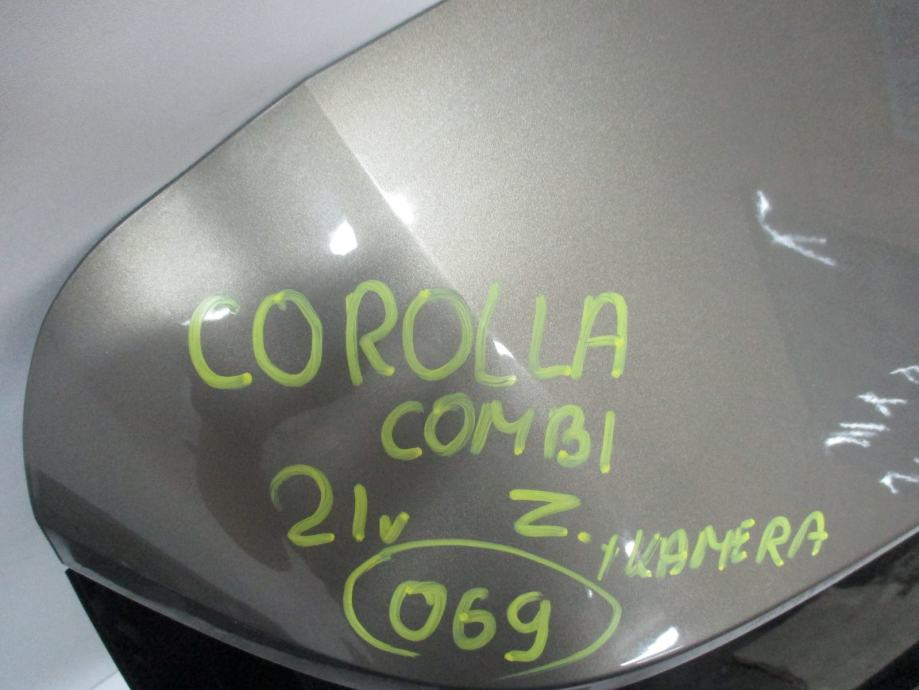 COROLLA
COMBI
21v Z. /KAMERA
069